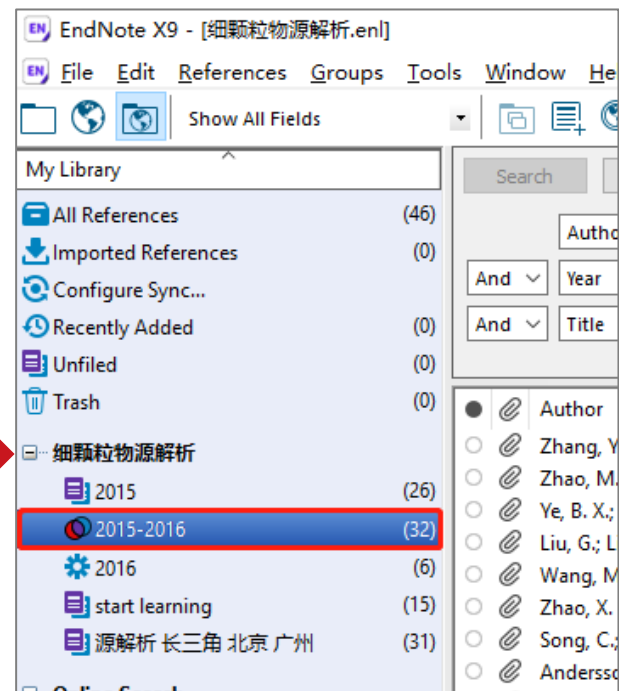 EndNote X9 - [细颗粒物源解析.enl]
File Edit References Groups Tools Window He
Show All Fields
My Library
Search
All References (46)
Imported References (0)
Configure Sync...
Recently Added (0)
Unfiled (0)
Trash (0)
Autho
And Year
And Title
细颗粒物源解析
2015 (26)
2015-2016 (32)
2016 (6)
start learning (15)
源解析 长三角 北京 广州 (31)
Author
Zhang, Y
Zhao, M.
Ye, B. X.;
Liu, G.; L
Wang, M
Zhao, X.
Song, C.;
Anderss